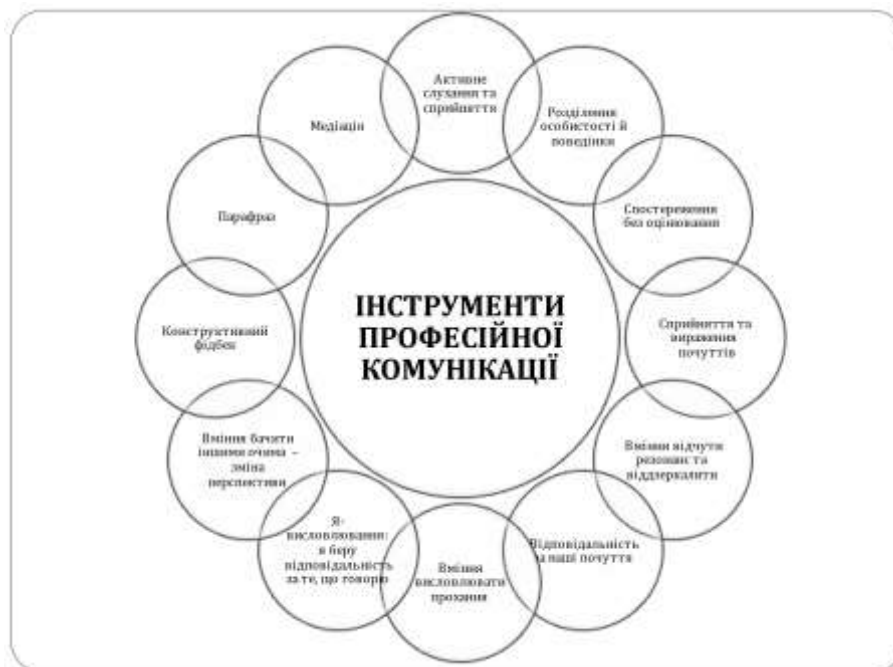 Активне
слухання та
сприйняття
Розділення
особистості й
поведінки
Спостереження
без оцінювання
Сприйняття та
вираження
почуттів
Вміння відчути
резонанс та
віддзеркалити
Відповідальність
за наші почуття
Вміння
висловлювати
прохання
Я-
висловлювання:
я беру
відповідальність
за те, що говорю
Вміння бачити
іншими очима –
зміна
перспективи
Конструктивний
фідбек
Парафраз
Медіація
ІНСТРУМЕНТИ
ПРОФЕСІЙНОЇ
КОМУНІКАЦІЇ